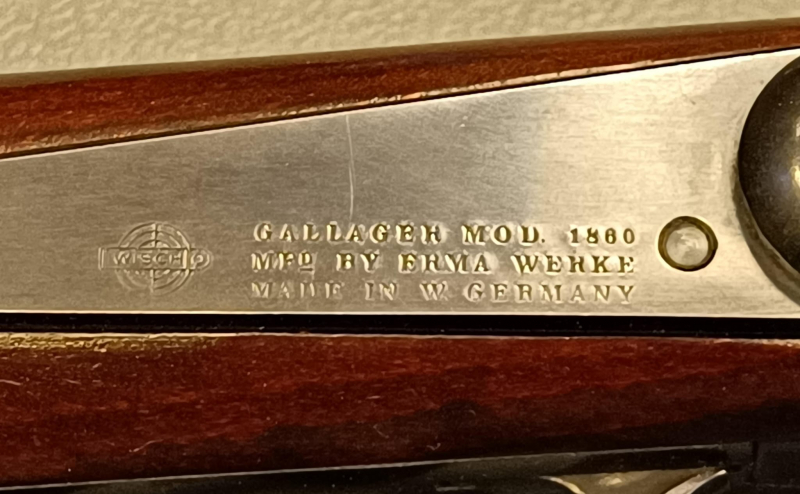 WISCHO
GALLAGER MOD. 1860
MFD BY ERMA WERKE
MADE IN W. GERMANY